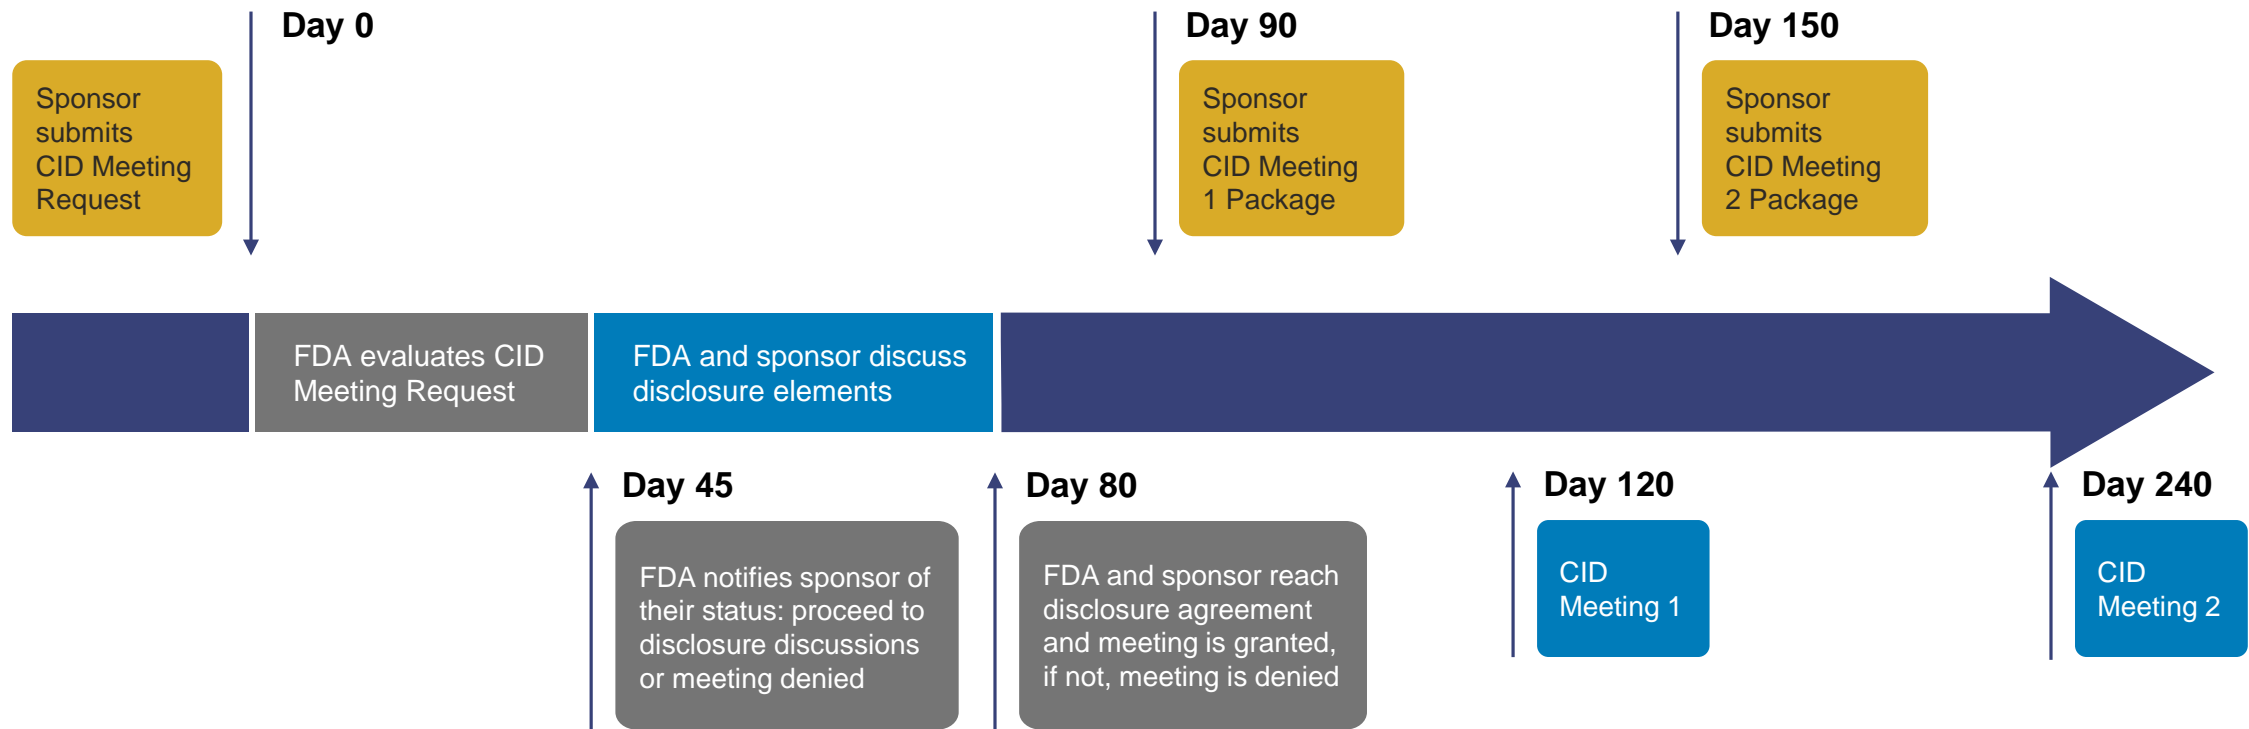 Day 0
Sponsor
submits
CID Meeting
Request
Day 90
Sponsor
submits
CID Meeting
1 Package
Day 150
Sponsor
submits
CID Meeting
2 Package
FDA evaluates CID
Meeting Request
FDA and sponsor discuss
disclosure elements
Day 45
FDA notifies sponsor of
their status: proceed to
disclosure discussions
or meeting denied
Day 80
FDA and sponsor reach
disclosure agreement
and meeting is granted,
if not, meeting is denied
Day 120
CID
Meeting 1
Day 240
CID
Meeting 2